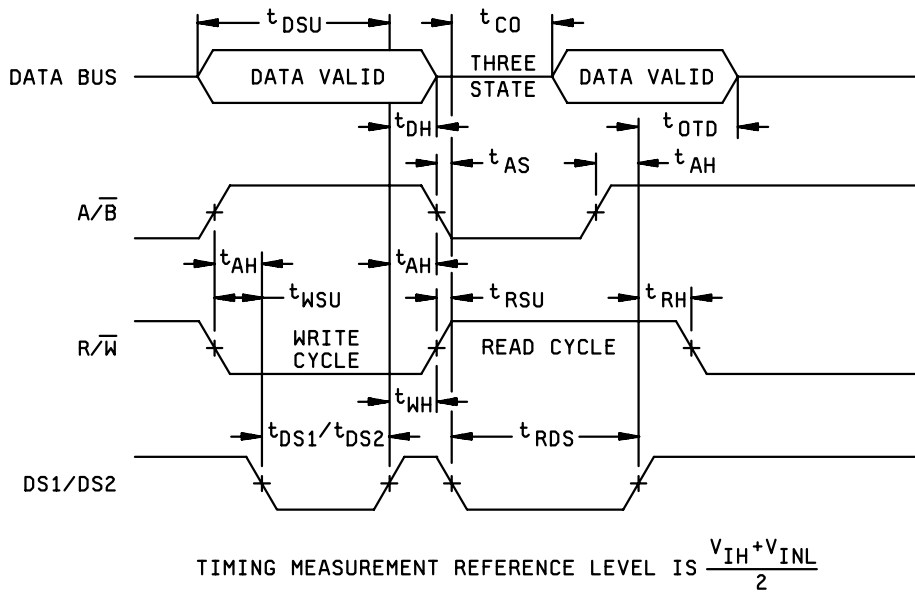 tDSU
tCO
DATA BUS
DATA VALID
THREE
STATE
DATA VALID
tDH
tOTD
tAS
tAH
A/B̅
tAH
tAH
tWSU
tRSU
tRH
R/W̅
WRITE
CYCLE
READ CYCLE
tWH
tDS1/tDS2
tRDS
DS1/DS2
TIMING MEASUREMENT REFERENCE LEVEL IS VIH+VINL
2